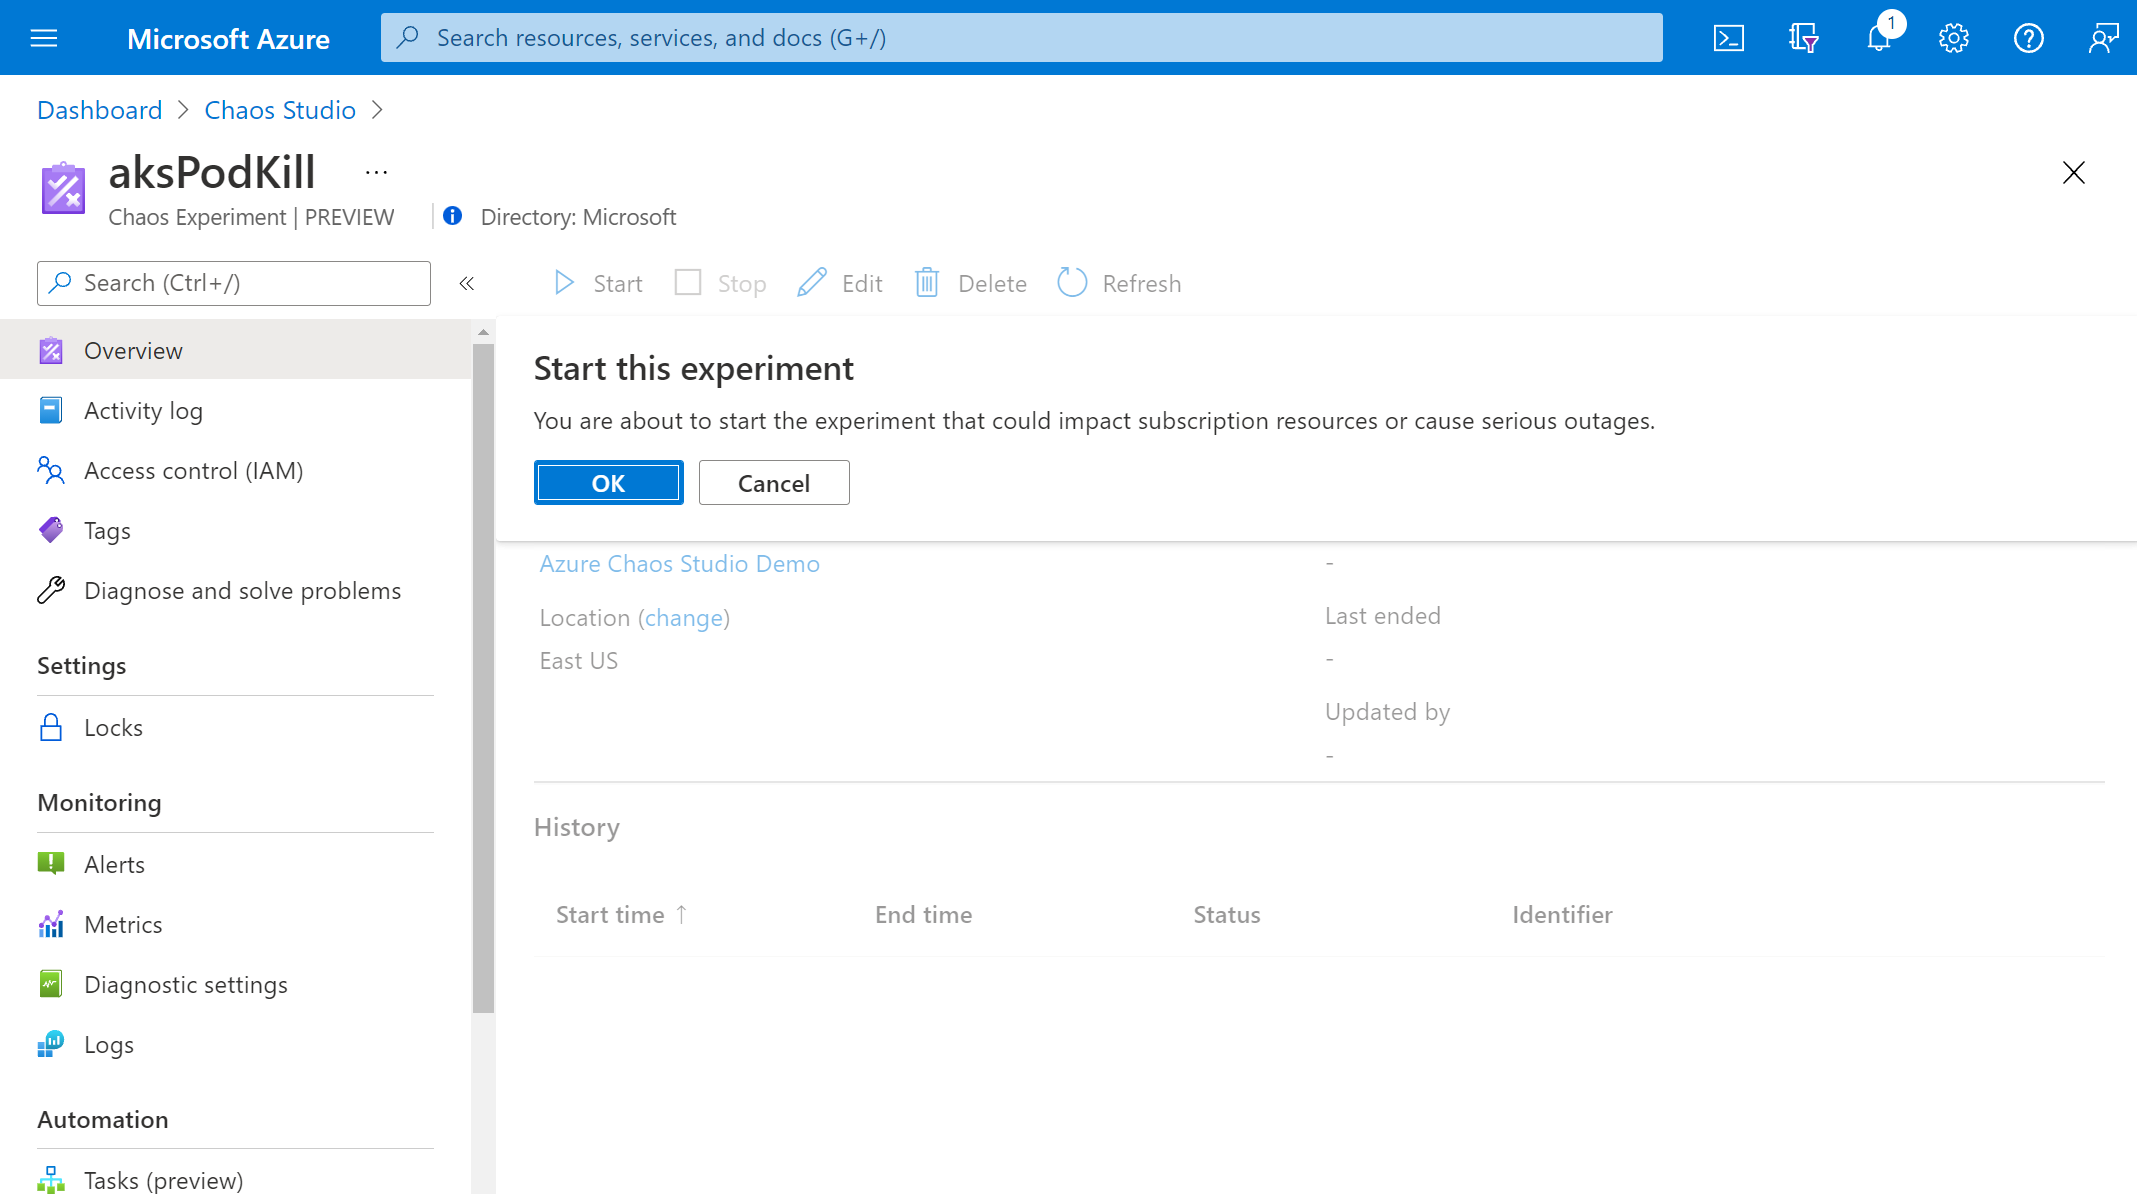 Microsoft Azure
Search resources, services, and docs (G+/)
1
Dashboard > Chaos Studio >
aksPodKill ...
Chaos Experiment | PREVIEW
Directory: Microsoft
Search (Ctrl+/)
«
Start
Stop
Edit
Delete
Refresh
Overview
Activity log
Access control (IAM)
Tags
Diagnose and solve problems
Settings
Locks
Monitoring
Alerts
Metrics
Diagnostic settings
Logs
Automation
Tasks (preview)
Start this experiment
You are about to start the experiment that could impact subscription resources or cause serious outages.
OK
Cancel
Azure Chaos Studio Demo
Location (change)
East US
-
Last ended
-
Updated by
-
History
Start time ↑
End time
Status
Identifier